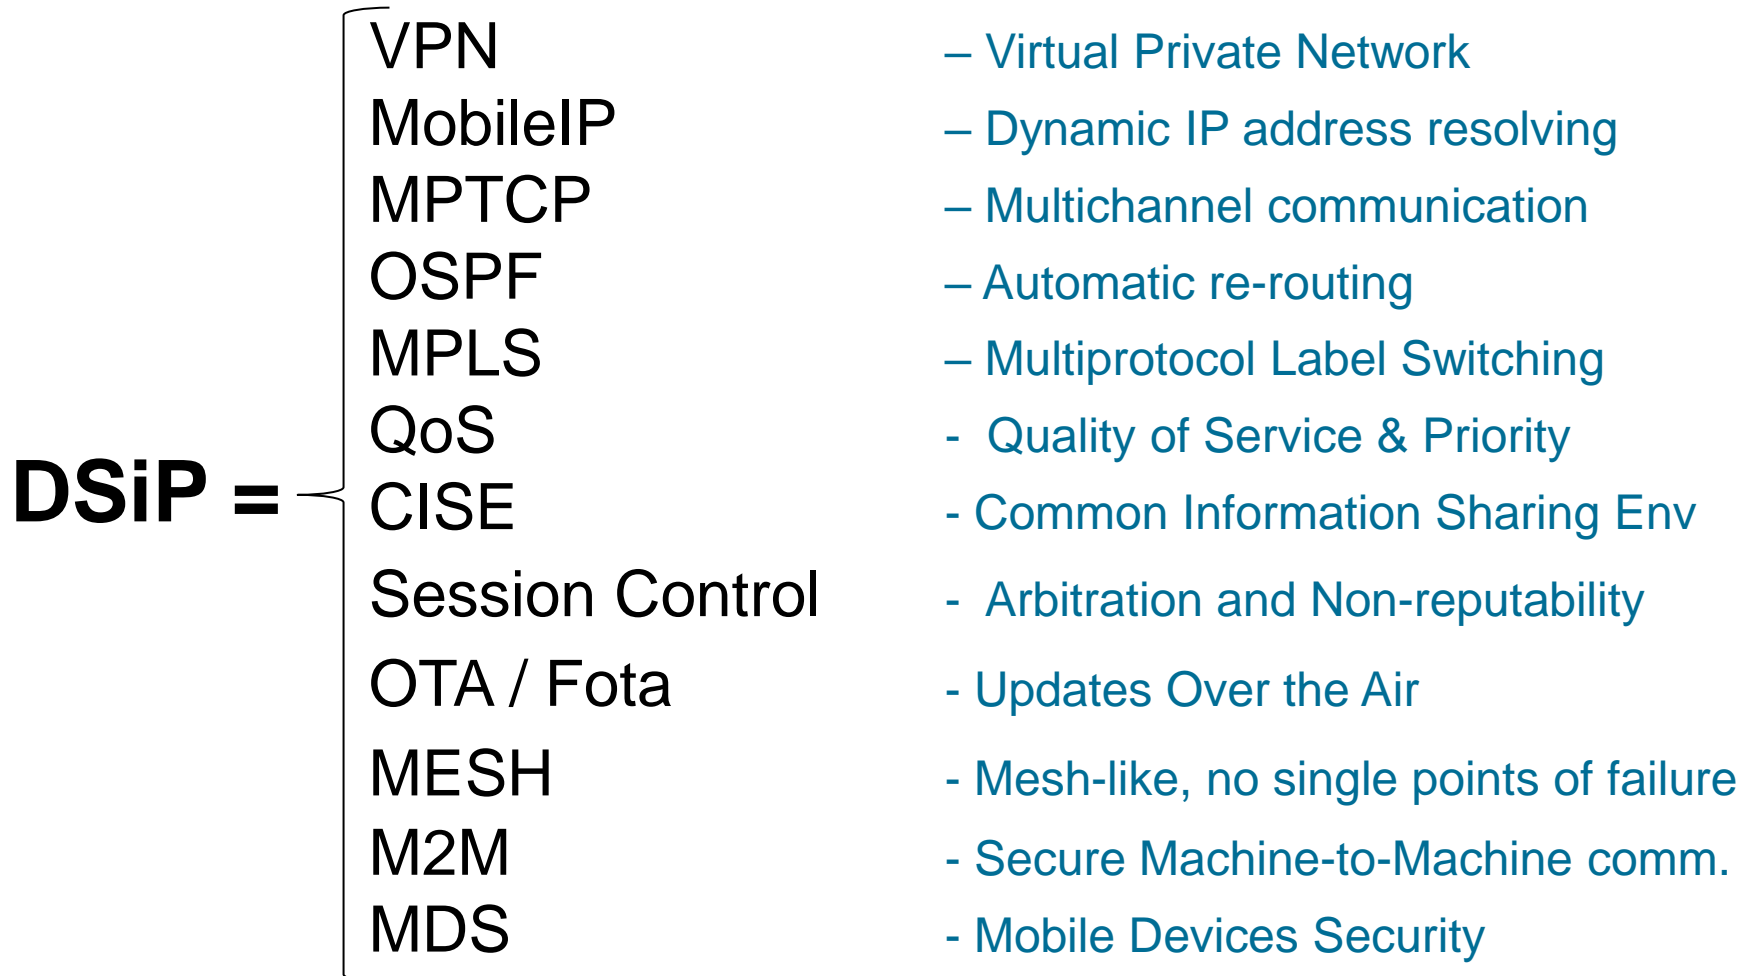 VPN – Virtual Private Network
MobileIP – Dynamic IP address resolving
MPTCP – Multichannel communication
OSPF – Automatic re-routing
MPLS – Multiprotocol Label Switching
QoS - Quality of Service & Priority
DSiP =
CISE - Common Information Sharing Env
Session Control - Arbitration and Non-reputability
OTA / Fota - Updates Over the Air
MESH - Mesh-like, no single points of failure
M2M - Secure Machine-to-Machine comm.
MDS - Mobile Devices Security